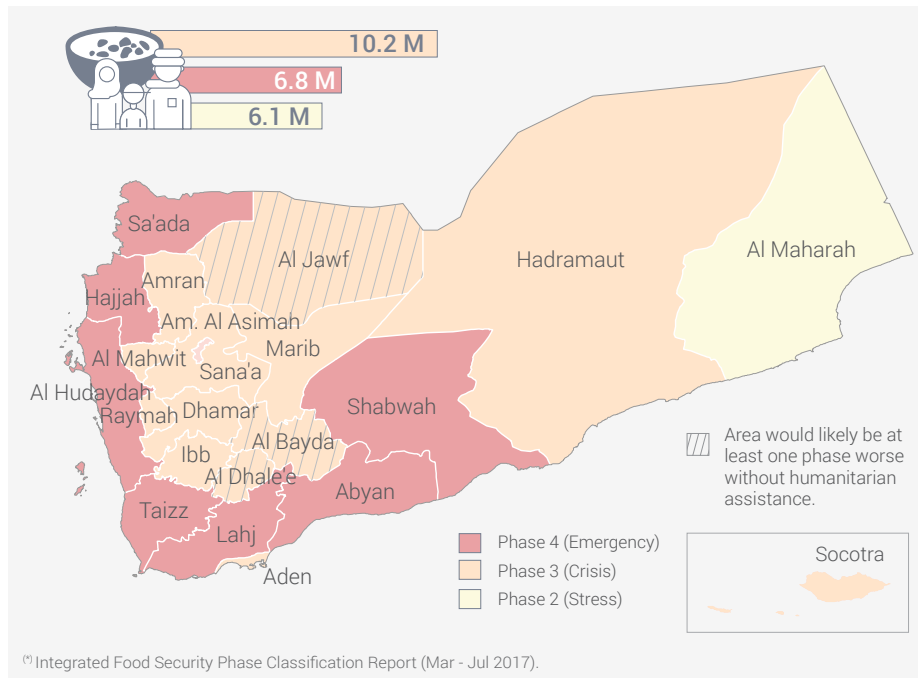 10.2 M
6.8 M
6.1 M
Sa'ada
Al Jawf
Hadramaut
Al Maharah
Amran
Hajjah
Am. Al Asimah
Marib
Al Mahwit
Sana'a
Al Hudaydah
Raymah
Dhamar
Shabwah
Al Bayda
Ibb
Al Dhale'e
Abyan
Taizz
Lahj
Aden
Area would likely be at
least one phase worse
without humanitarian
assistance.
Phase 4 (Emergency)
Phase 3 (Crisis)
Phase 2 (Stress)
Socotra
(*) Integrated Food Security Phase Classification Report (Mar - Jul 2017).